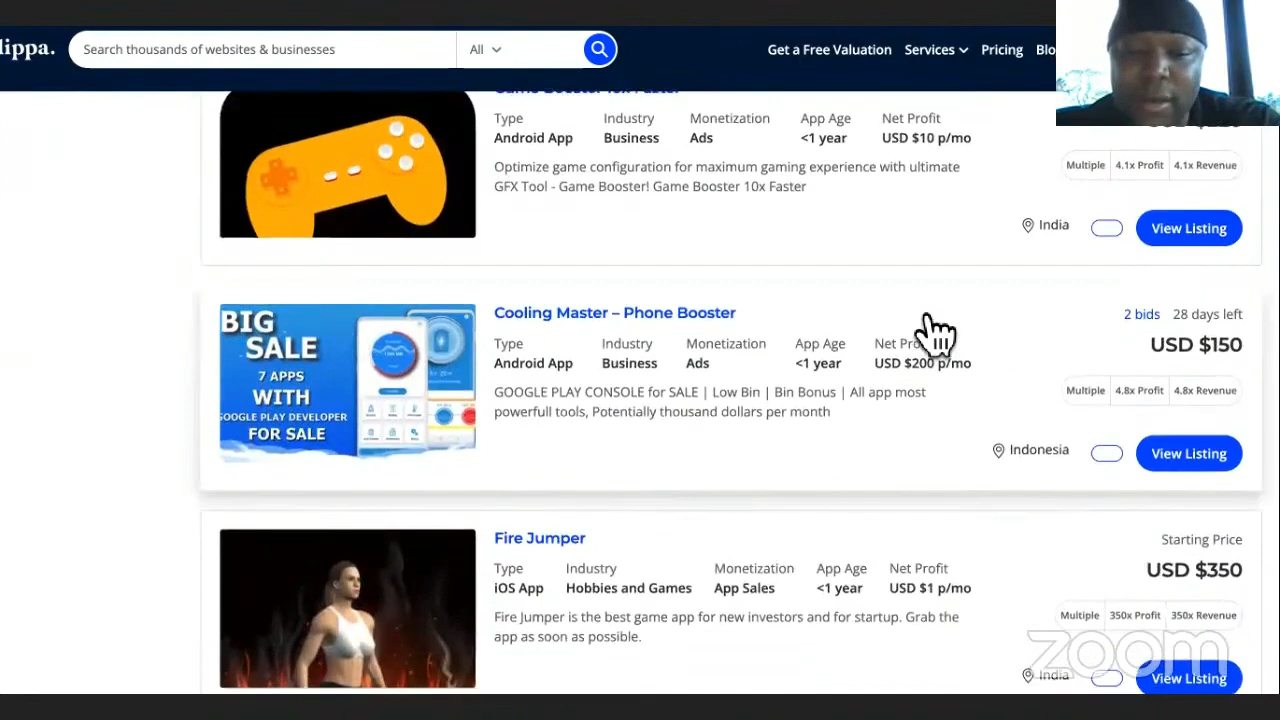 lippa.
Search thousands of websites & businesses
All
Get a Free Valuation
Services
Pricing
Blo
Game Booster 10x Faster
Type
Industry
Monetization
App Age
Net Profit
Android App
Business
Ads
<1 year
USD $10 p/mo
Optimize game configuration for maximum gaming experience with ultimate
GFX Tool - Game Booster! Game Booster 10x Faster
Multiple
4.1x Profit
4.1x Revenue
India
View Listing
BIG
SALE
7 APPS
WITH
GOOGLE PLAY DEVELOPER
FOR SALE
Cooling Master – Phone Booster
2 bids
28 days left
Type
Industry
Monetization
App Age
Net Pro
USD $150
Android App
Business
Ads
<1 year
USD $200 p/mo
GOOGLE PLAY CONSOLE for SALE | Low Bin | Bin Bonus | All app most
powerfull tools, Potentially thousand dollars per month
Multiple
4.8x Profit
4.8x Revenue
Indonesia
View Listing
Fire Jumper
Starting Price
Type
Industry
Monetization
App Age
Net Profit
USD $350
iOS App
Hobbies and Games
App Sales
<1 year
USD $1 p/mo
Fire Jumper is the best game app for new investors and for startup. Grab the
app as soon as possible.
Multiple
350x Profit
350x Revenue
zoom
India
View Listing